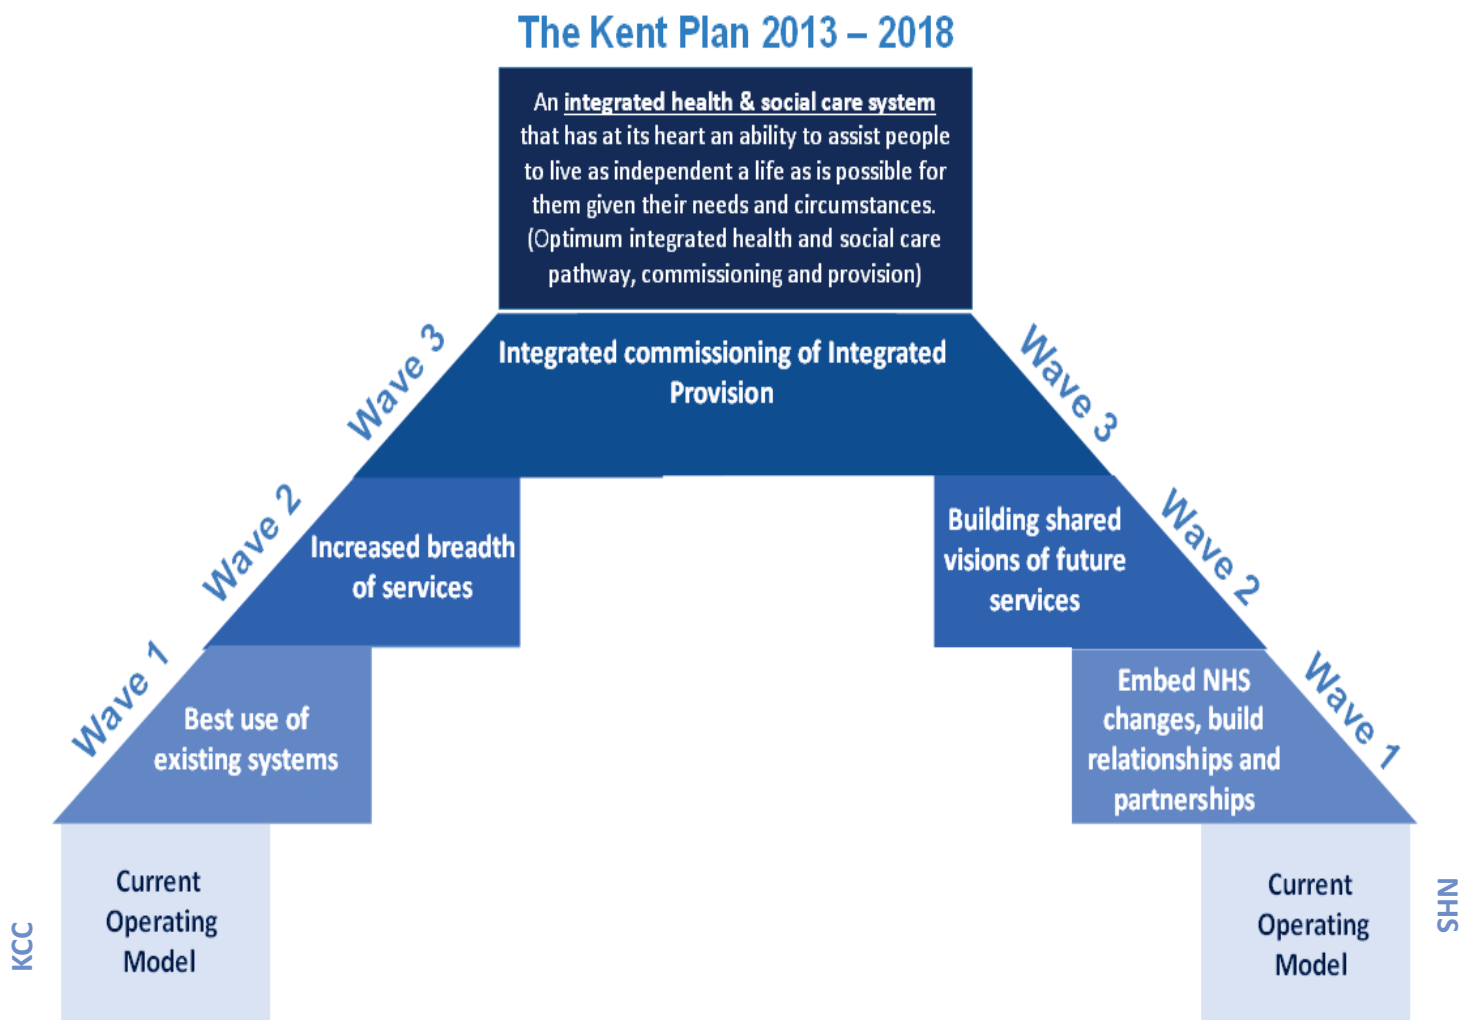 The Kent Plan 2013 – 2018
An integrated health & social care system
that has at its heart an ability to assist people
to live as independent a life as is possible for
them given their needs and circumstances.
(Optimum integrated health and social care
pathway, commissioning and provision)
Wave 3
Integrated commissioning of Integrated
Provision
Wave 3
Wave 2
Increased breadth
of services
Building shared
visions of future
services
Wave 2
Wave 1
Best use of
existing systems
Embed NHS
changes, build
relationships and
partnerships
Wave 1
KCC
Current
Operating
Model
Current
Operating
Model
NHS